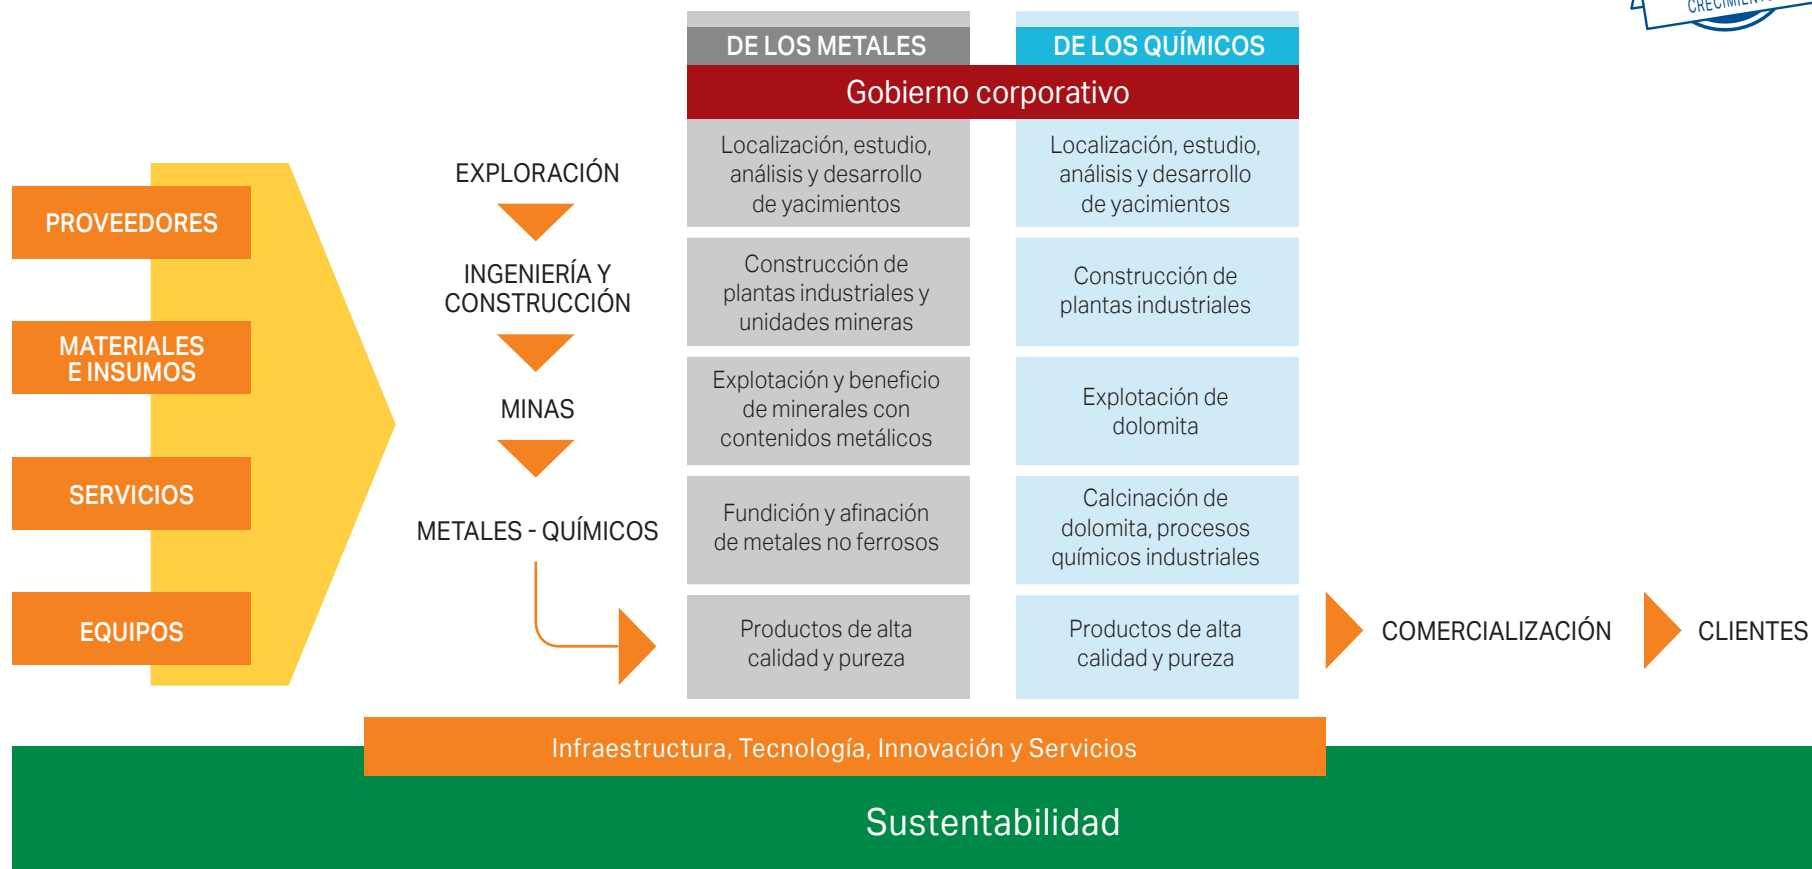 CRECIMIENTO
DE LOS METALES
DE LOS QUÍMICOS
Gobierno corporativo
PROVEEDORES
MATERIALES
E INSUMOS
SERVICIOS
EQUIPOS
EXPLORACIÓN
INGENIERÍA Y
CONSTRUCCIÓN
MINAS
METALES - QUÍMICOS
Localización, estudio,
análisis y desarrollo
de yacimientos
Construcción de
plantas industriales y
unidades mineras
Explotación y beneficio
de minerales con
contenidos metálicos
Fundición y afinación
de metales no ferrosos
Productos de alta
calidad y pureza
Localización, estudio,
análisis y desarrollo
de yacimientos
Construcción de
plantas industriales
Explotación de
dolomita
Calcinación de
dolomita, procesos
químicos industriales
Productos de alta
calidad y pureza
COMERCIALIZACIÓN
CLIENTES
Infraestructura, Tecnología, Innovación y Servicios
Sustentabilidad